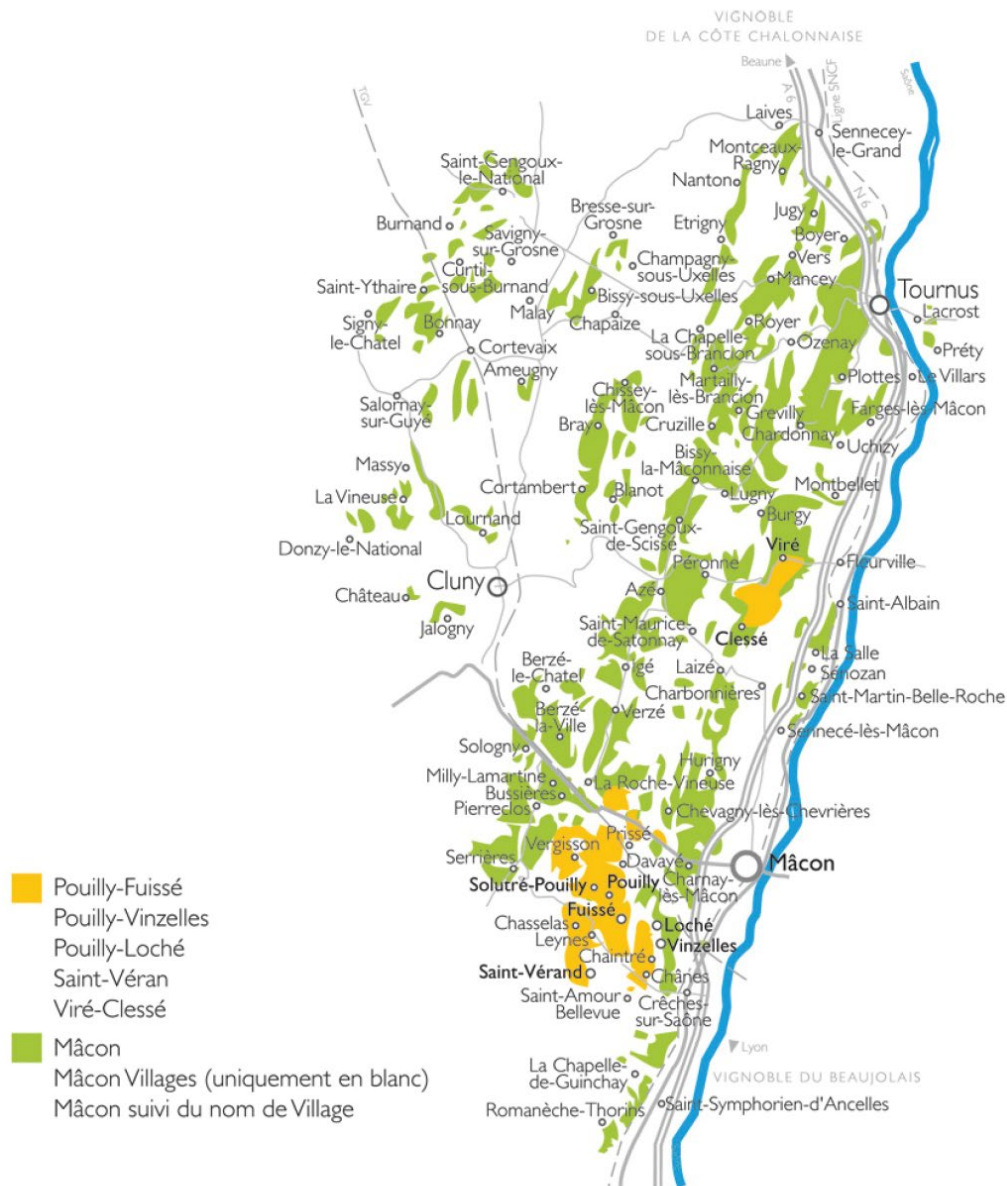 VIGNOBLE
DE LA CÔTE CHALONNAISE
Beaune
A 6
Ligne SNCF
Saône
TGV
Laives
Sennecey-
le-Grand
Montceaux-
Ragny
Nanton
Saint-Gengoux-
le-National
Burnand
Bresse-sur-
Grosne
Etrigny
Jugy
N 6
Boyer
Savigny-
sur-Grosne
Vers
Champagny-
sous-Uxelles
Curtil-
sous-Burnand
Mancey
Saint-Ythaire
Bissy-sous-Uxelles
Tournus
Malay
Lacrost
Signy-
le-Chatel
Bonnay
Chapaize
Royer
La Chapelle-
sous-Brancion
Ozenay
Cortevaix
Préty
Ameugny
Martailly-
lès-Brancion
Plottes
Le Villars
Chissey-
lès-Mâcon
Salornay-
sur-Guye
Grevilly
Farges-lès-Mâcon
Bray
Cruzille
Chardonnay
Uchizy
Bissy-
la-Mâconnaise
Massy
Montbellet
Cortambert
Blanot
Lugny
La Vineuse
Burgy
Lournand
Saint-Gengoux-
de-Scissé
Donzy-le-National
Viré
Péronne
Fleurville
Cluny
Azé
Château
Saint-Albain
Jalogny
Saint-Maurice-
de-Satonnay
Clessé
La Salle
Berzé-
le-Chatel
Igé
Laizé
Sénozan
Charbonnières
Saint-Martin-Belle-Roche
Berzé-
la-Ville
Verzé
Sennecé-lès-Mâcon
Sologny
Hurigny
Milly-Lamartine
La Roche-Vineuse
Bussières
Pierreclos
Chevagny-lès-Chevrières
Prissé
Vergisson
Serrières
Davayé
Mâcon
Charnay-
lès-Mâcon
Solutré-Pouilly
Pouilly
Fuissé
Chasselas
Loché
Leynes
Vinzelles
Chaintré
Saint-Vérand
Chânes
Saint-Amour
Bellevue
Crêches-
sur-Saône
Lyon
La Chapelle-
de-Guinchay
VIGNOBLE DU BEAUJOLAIS
Romanèche-Thorins
Saint-Symphorien-d'Ancelles
Pouilly-Fuissé
Pouilly-Vinzelles
Pouilly-Loché
Saint-Véran
Viré-Clessé
Mâcon
Mâcon Villages (uniquement en blanc)
Mâcon suivi du nom de Village